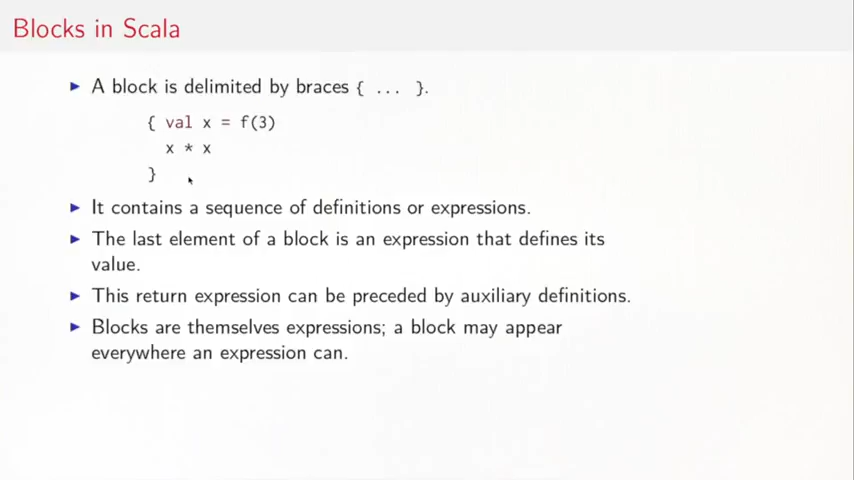 Blocks in Scala
▶ A block is delimited by braces { ... }.
{ val x = f(3)
x * x
}
▶ It contains a sequence of definitions or expressions.
▶ The last element of a block is an expression that defines its
value.
▶ This return expression can be preceded by auxiliary definitions.
▶ Blocks are themselves expressions; a block may appear
everywhere an expression can.